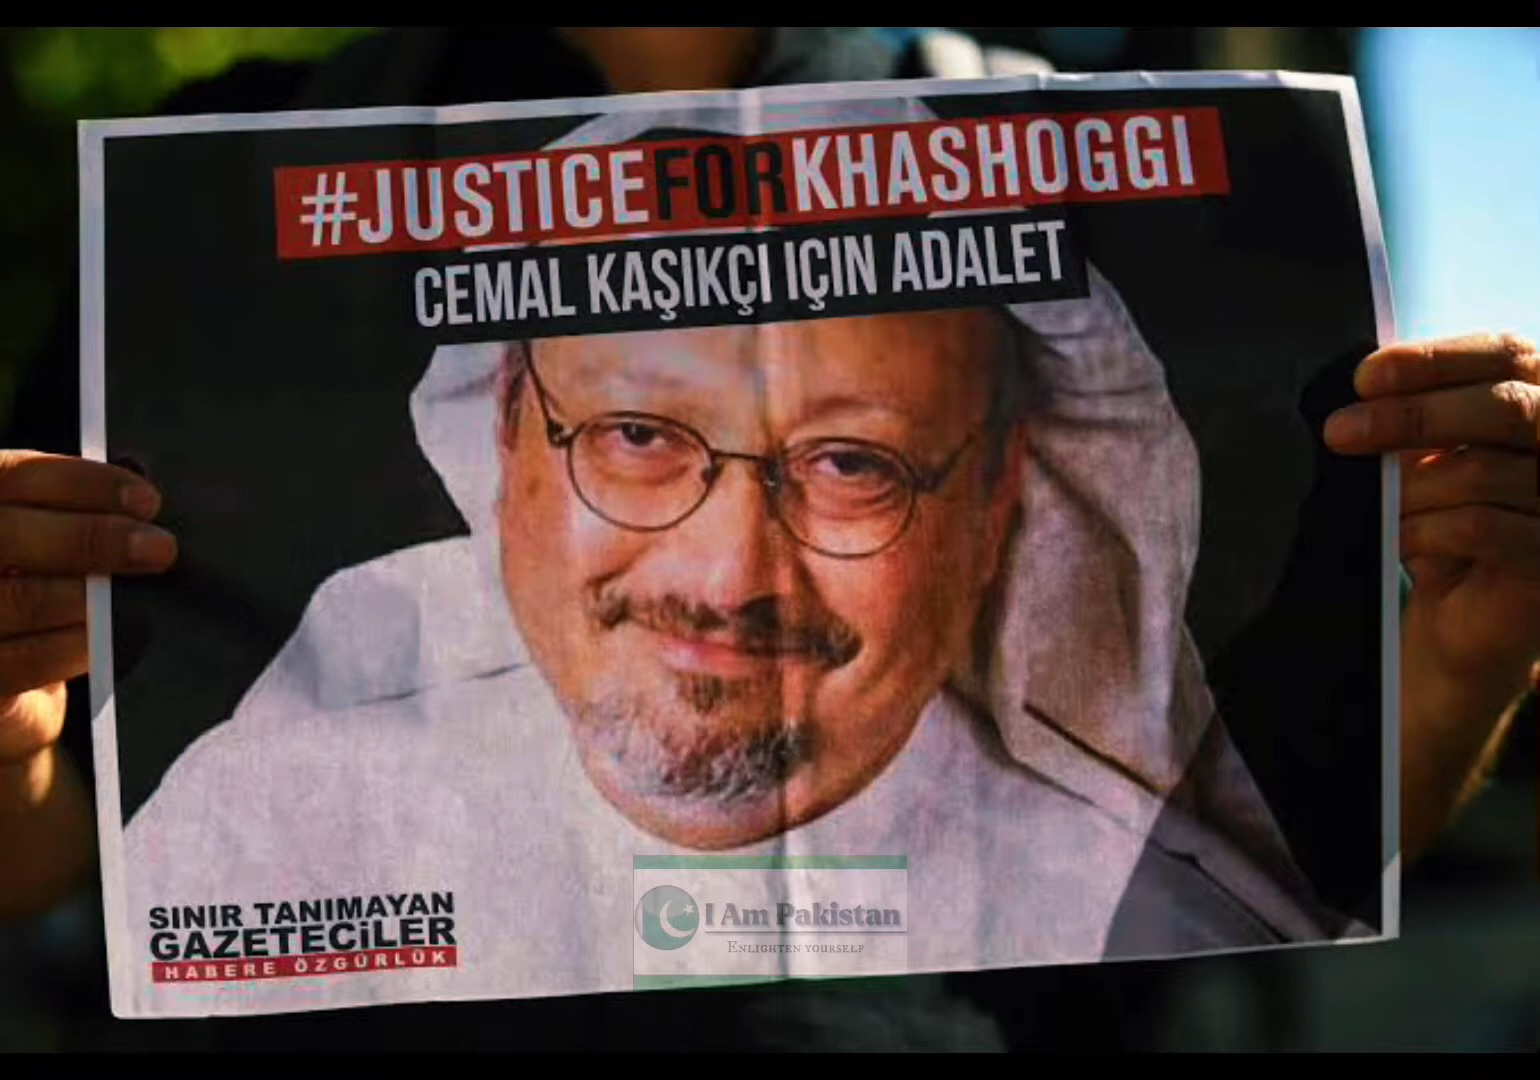 #JUSTICEFORKHASHOGGI
CEMAL KAŞIKÇI IÇIN ADALET
SINIR TANIMAYAN
GAZETECiLER
HABERE ÖZGÜRLÜK
I Am Pakistan
ENLIGHTEN YOURSELF